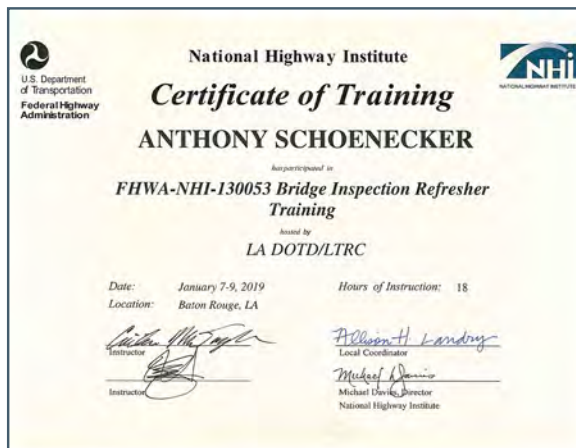 U.S. Department
of Transportation
Federal Highway
Administration
National Highway Institute
NHI
NATIONAL HIGHWAY INSTITUTE
Certificate of Training
ANTHONY SCHOENECKER
has participated in
FHWA-NHI-130053 Bridge Inspection Refresher
Training
hosted by
LA DOTD/LTRC
Date: January 7-9, 2019
Hours of Instruction: 18
Location: Baton Rouge, LA
Instructor
Allison H. Landry
Local Coordinator
Instructor
Michael Davies
Michael Davies, Director
National Highway Institute